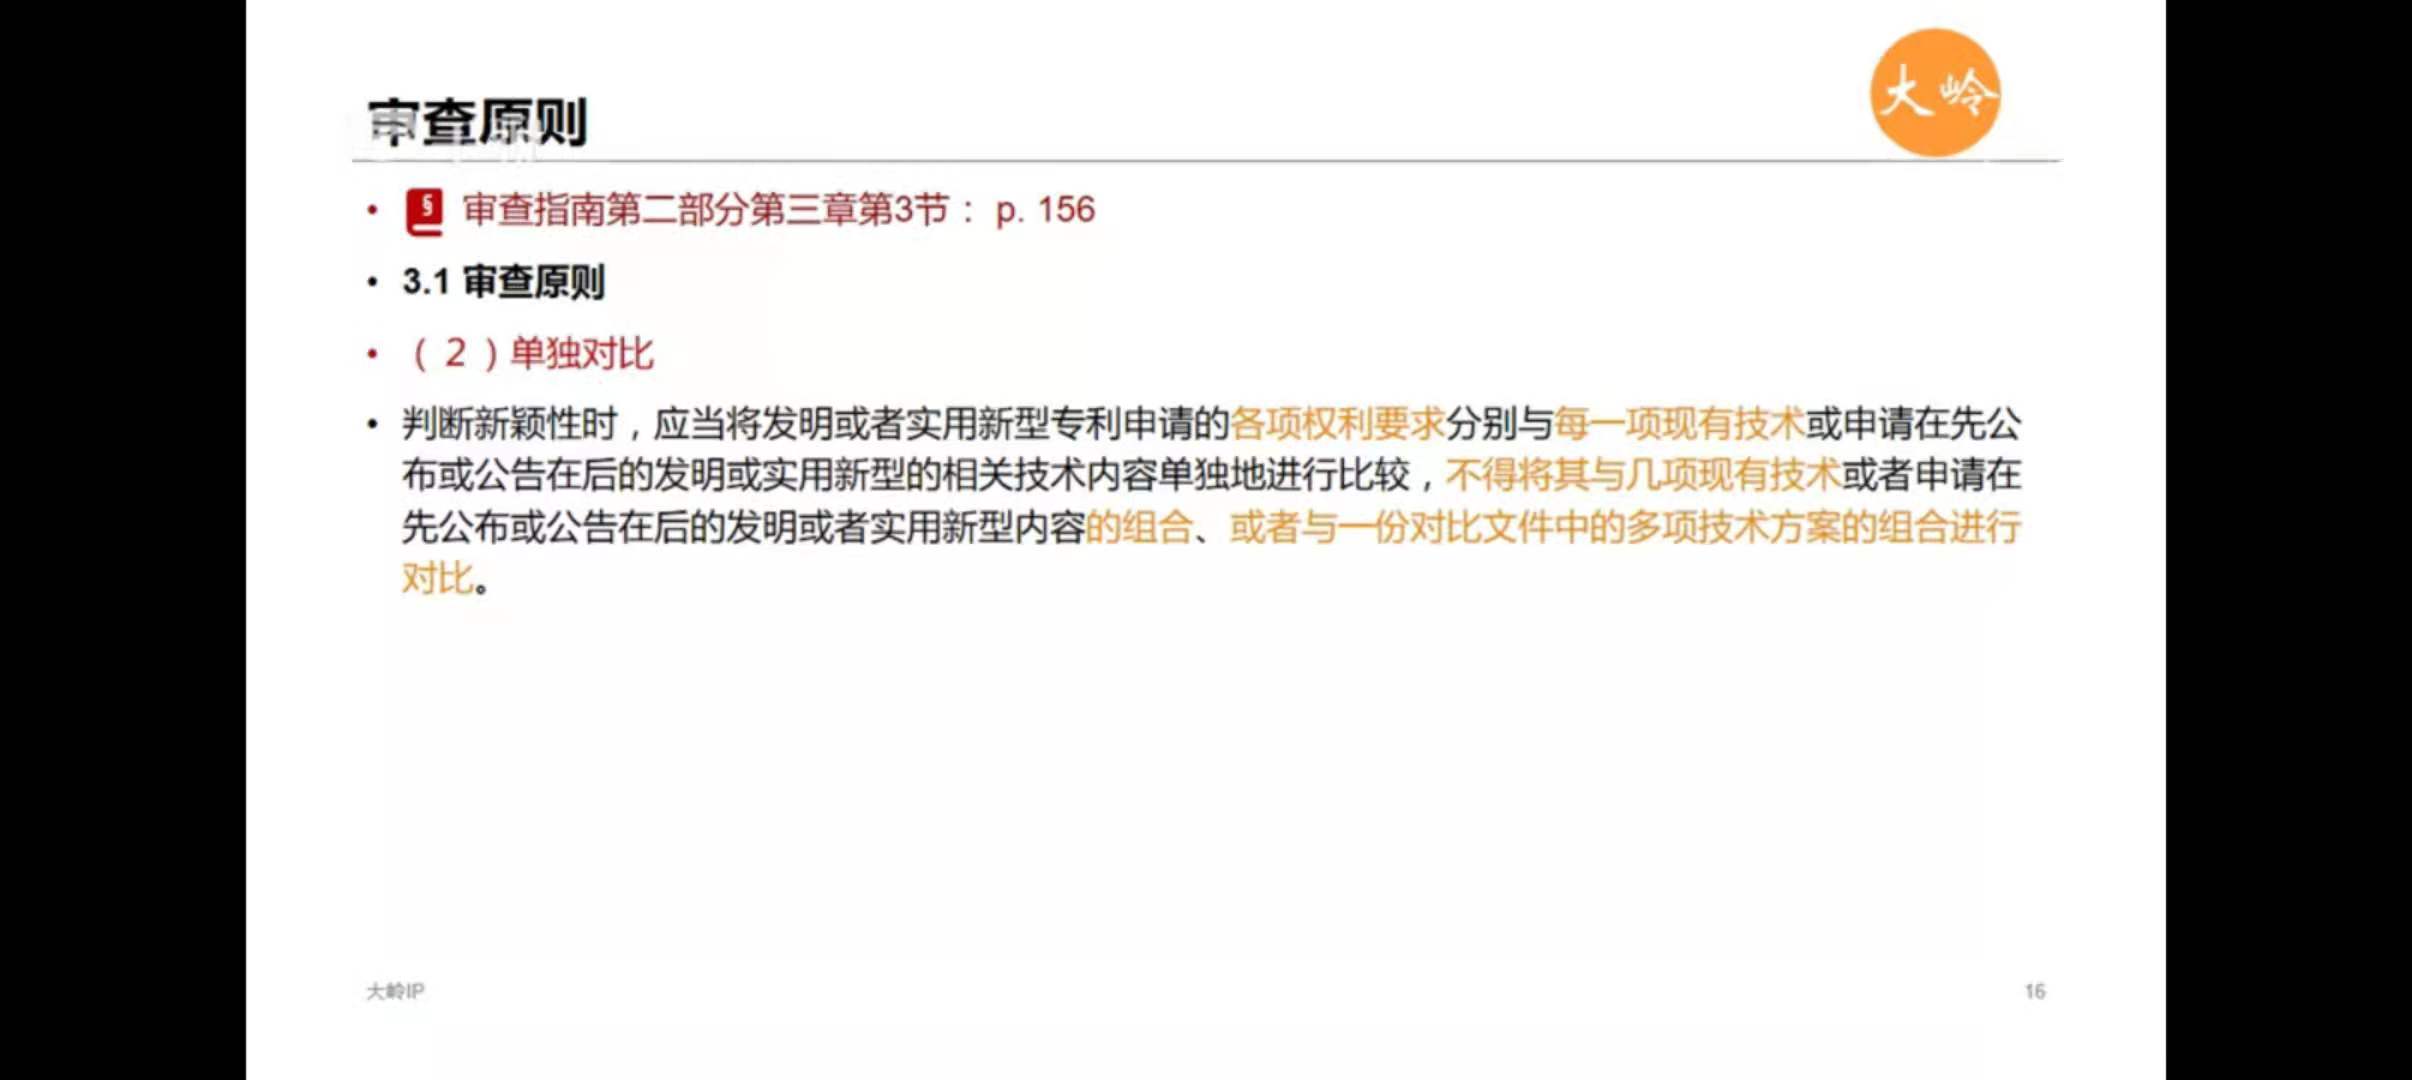 审查原则
大岭
• § 审查指南第二部分第三章第3节： p. 156
• 3.1 审查原则
• （2）单独对比
• 判断新颖性时，应当将发明或者实用新型专利申请的各项权利要求分别与每一项现有技术或申请在先公
布或公告在后的发明或实用新型的相关技术内容单独地进行比较，不得将其与几项现有技术或者申请在
先公布或公告在后的发明或者实用新型内容的组合、或者与一份对比文件中的多项技术方案的组合进行
对比。
大岭IP
16